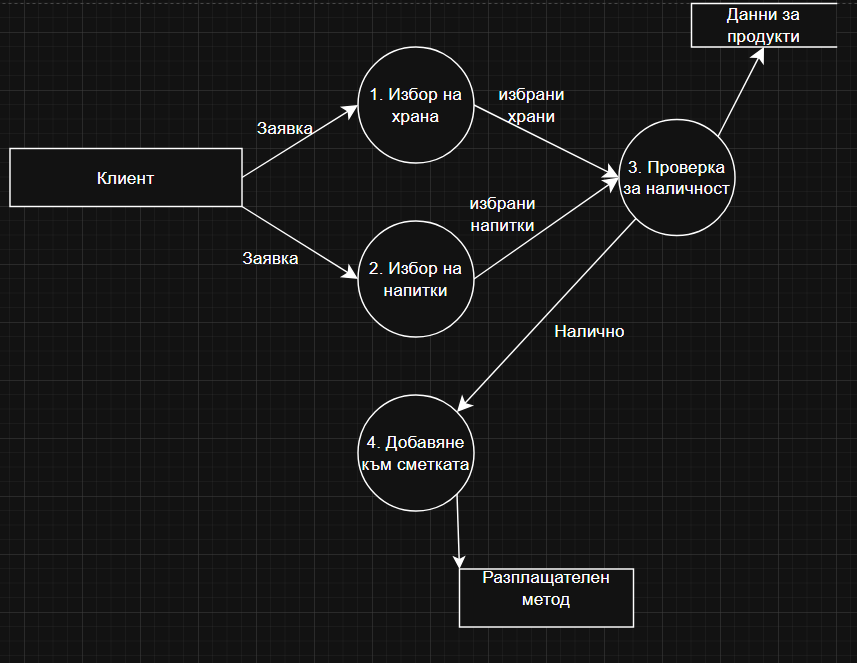 Данни за
продукти
1. Избор на
храна
избрани
храни
Заявка
3. Проверка
за наличност
Клиент
избрани
напитки
Заявка
2. Избор на
напитки
Налично
4. Добавяне
към сметката
Разплащателен
метод